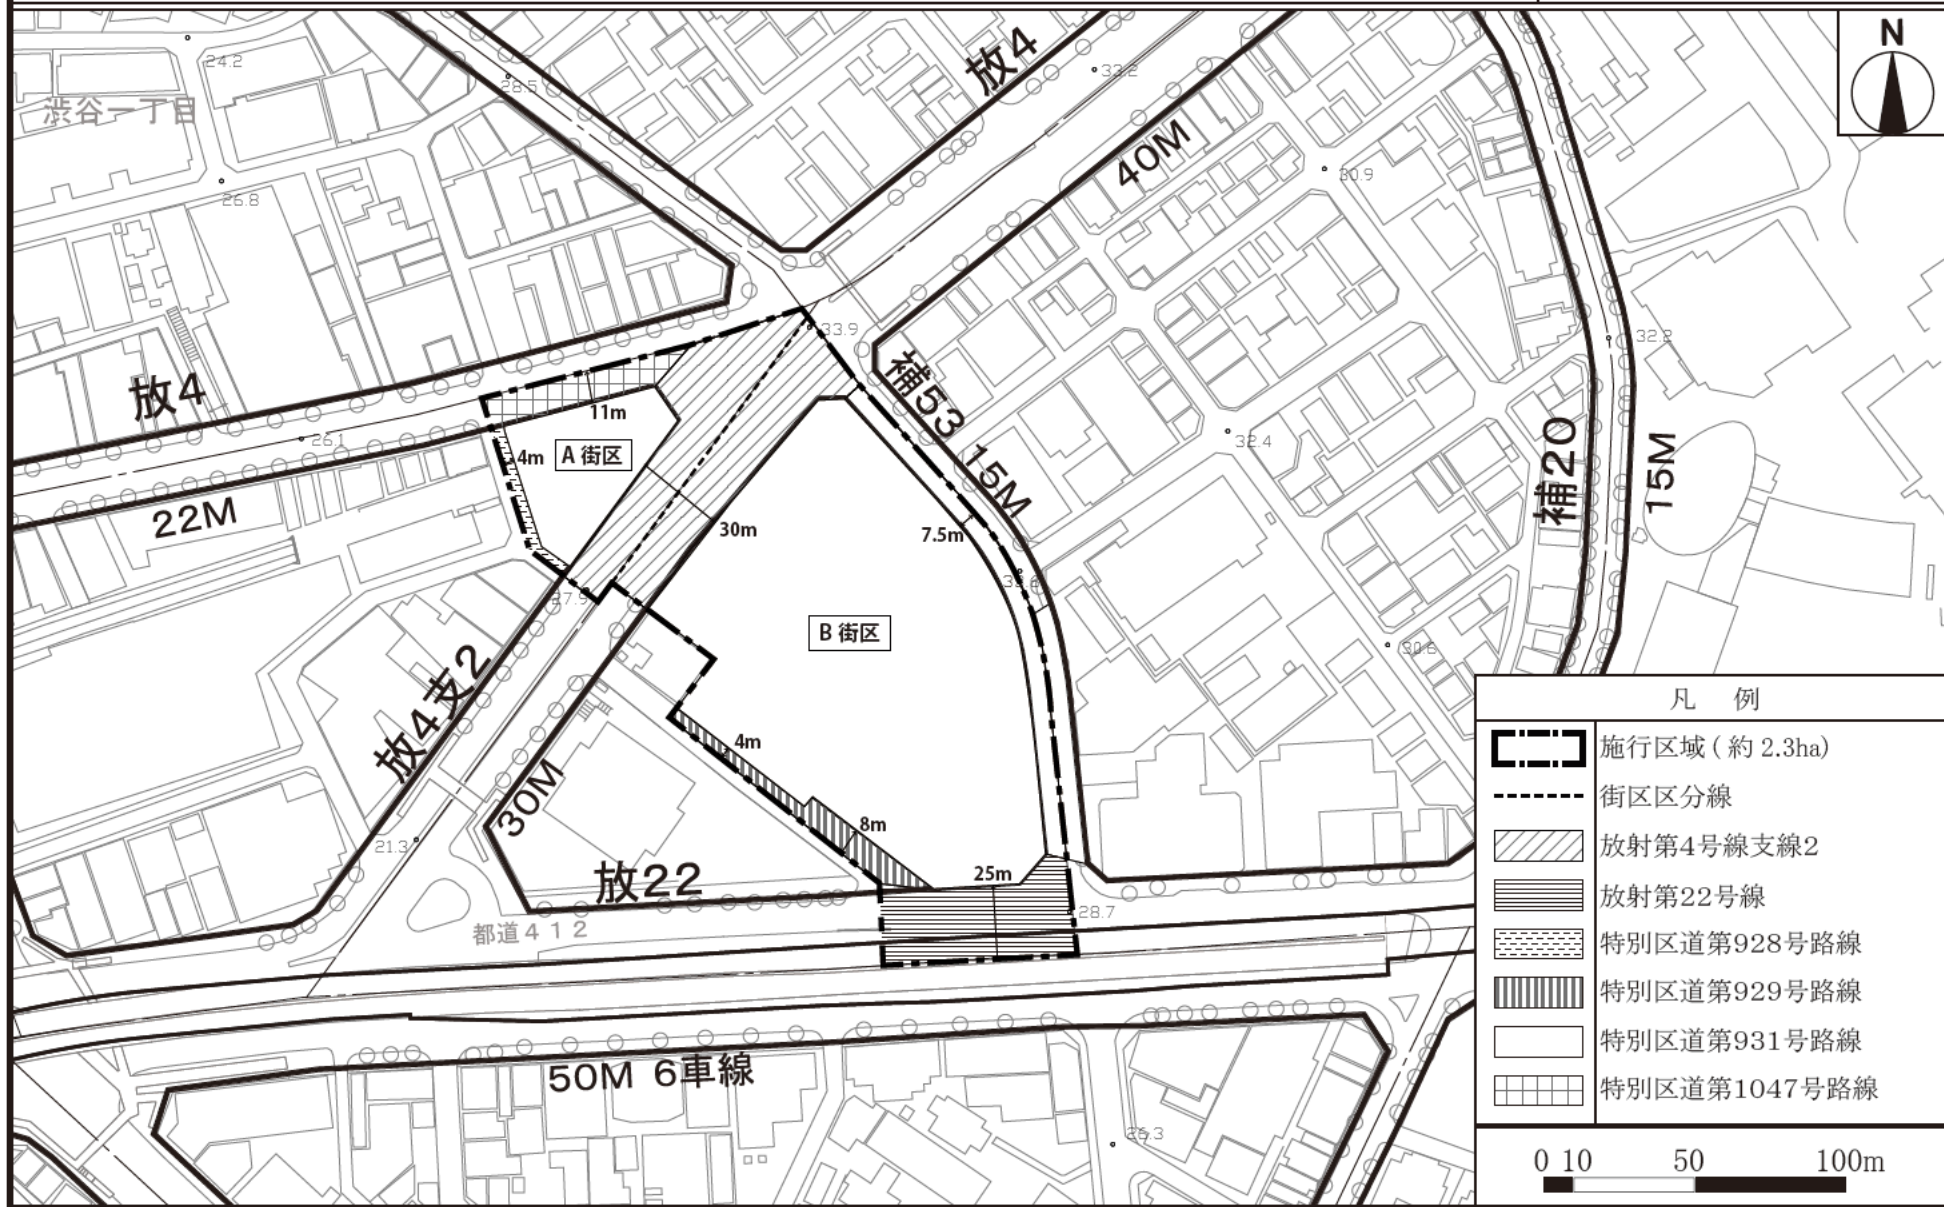 N
放4
33.2
24.2
28.5
渋谷一丁目
40M
30.9
26.8
33.9
32.2
放4
補53 15M
11m
26.1
32.4
4m
A 街区
補20
15M
22M
30m
7.5m
27.9
B 街区
30.6
放4支2
4m
30M
8m
21.3
25m
放22
28.7
都道412
50M 6車線
26.3
凡 例
施行区域 ( 約 2.3ha)
街区区分線
放射第4号線支線2
放射第22号線
特別区道第928号路線
特別区道第929号路線
特別区道第931号路線
特別区道第1047号路線
0 10 50 100m